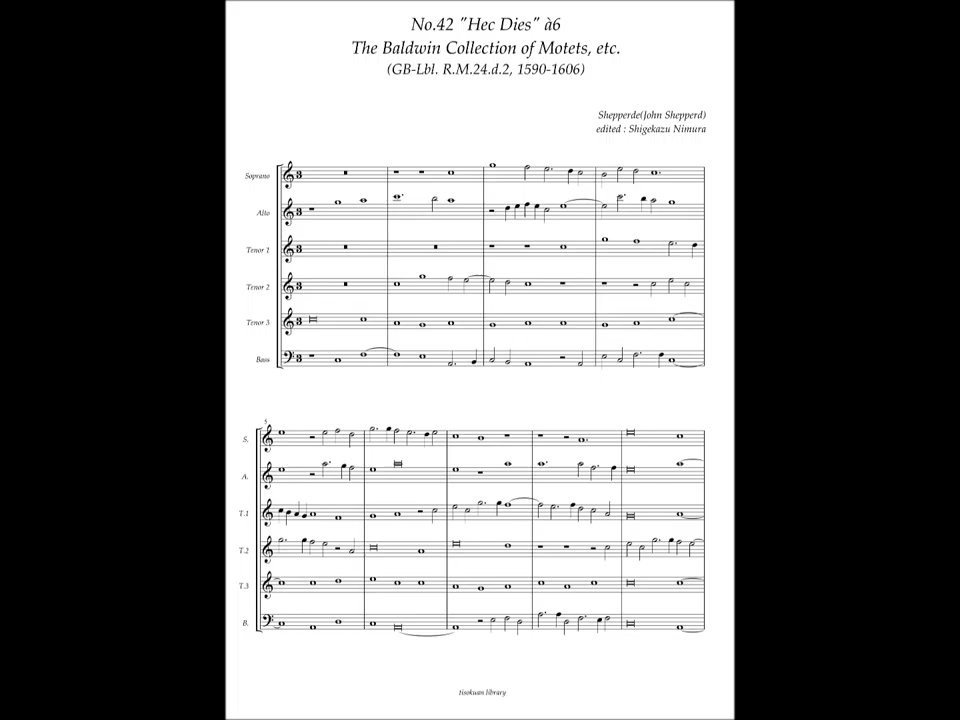 No.42 "Hec Dies" à6
The Baldwin Collection of Motets, etc.
(GB-Lbl. R.M.24.d.2, 1590-1606)
Shepperde(John Shepperd)
edited : Shigekazu Nimura
Soprano
Alto
Tenor 1
Tenor 2
Tenor 3
Bass
5
S.
A.
T.1
T.2
T.3
B.
tisokuan library